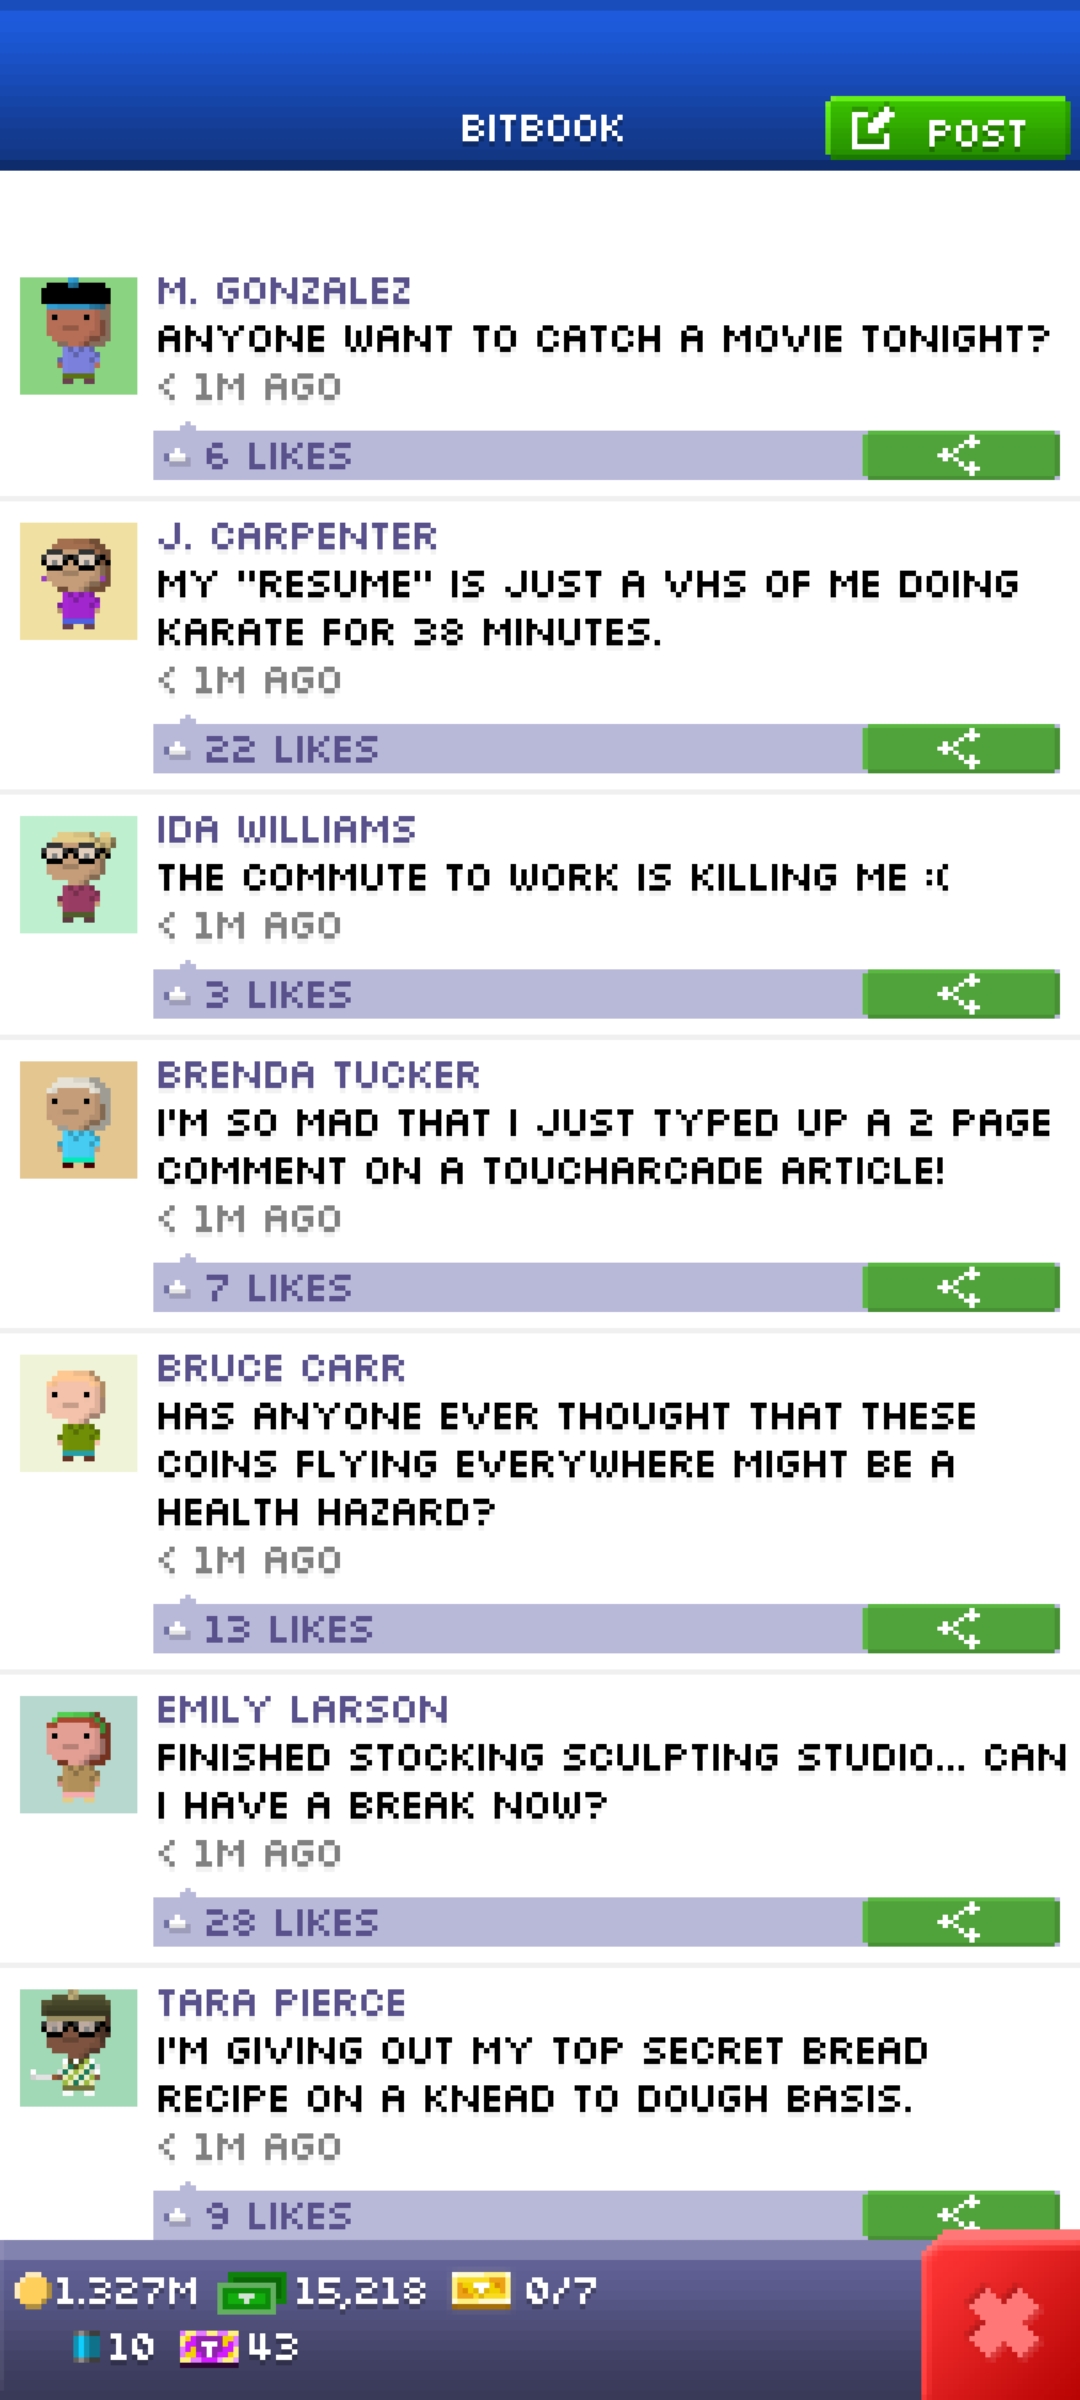 BITBOOK
POST
M. GONZALEZ
ANYONE WANT TO CATCH A MOVIE TONIGHT?
< 1M AGO
6 LIKES
J. CARPENTER
MY "RESUME" IS JUST A VHS OF ME DOING
KARATE FOR 38 MINUTES.
< 1M AGO
22 LIKES
IDA WILLIAMS
THE COMMUTE TO WORK IS KILLING ME :(
< 1M AGO
3 LIKES
BRENDA TUCKER
I'M SO MAD THAT I JUST TYPED UP A 2 PAGE
COMMENT ON A TOUCHARCADE ARTICLE!
< 1M AGO
7 LIKES
BRUCE CARR
HAS ANYONE EVER THOUGHT THAT THESE
COINS FLYING EVERYWHERE MIGHT BE A
HEALTH HAZARD?
< 1M AGO
13 LIKES
EMILY LARSON
FINISHED STOCKING SCULPTING STUDIO... CAN
I HAVE A BREAK NOW?
< 1M AGO
28 LIKES
TARA PIERCE
I'M GIVING OUT MY TOP SECRET BREAD
RECIPE ON A KNEAD TO DOUGH BASIS.
< 1M AGO
9 LIKES
1.327M 15,218 0/7
10 T 43